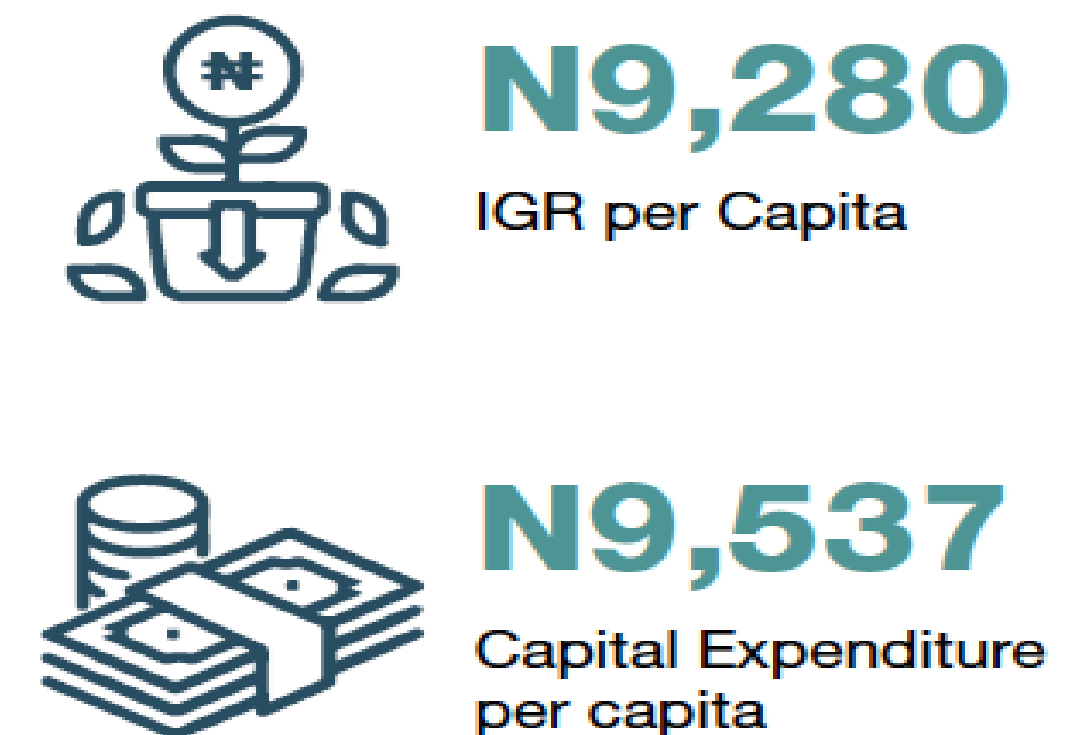 ₦
N9,280
IGR per Capita
N9,537
Capital Expenditure
per capita